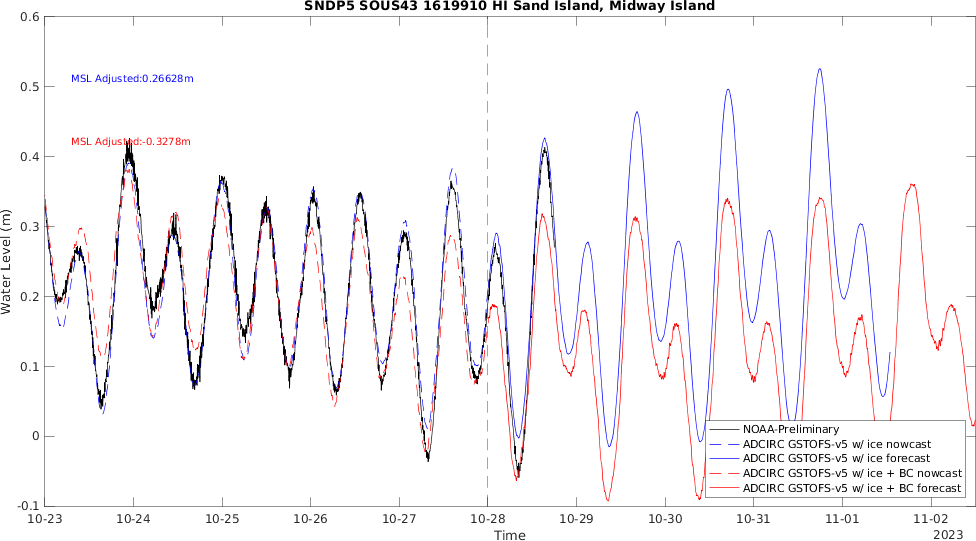 SNDP5 SOUS43 1619910 HI Sand Island, Midway Island
0.6
0.5
0.4
0.3
0.2
0.1
0
-0.1
Water Level (m)
MSL Adjusted:0.26628m
MSL Adjusted:-0.3278m
NOAA-Preliminary
ADCIRC GSTOFS-v5 w/ ice nowcast
ADCIRC GSTOFS-v5 w/ ice forecast
ADCIRC GSTOFS-v5 w/ ice + BC nowcast
ADCIRC GSTOFS-v5 w/ ice + BC forecast
10-23 10-24 10-25 10-26 10-27 10-28 10-29 10-30 10-31 11-01 11-02
Time
2023